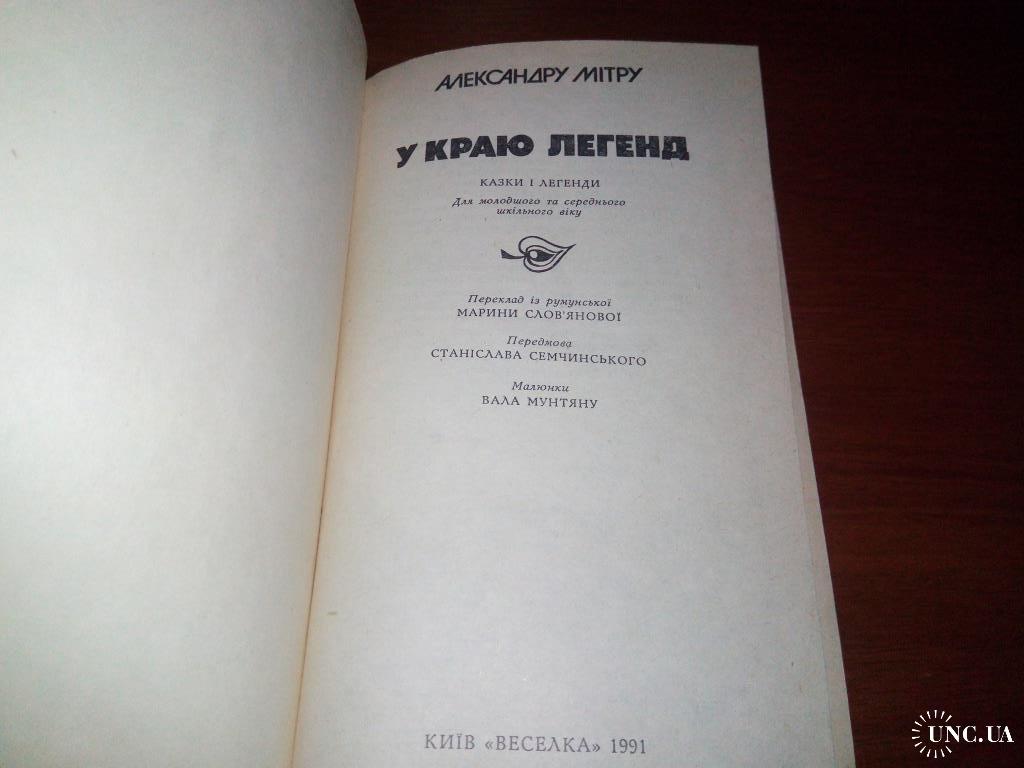 АЛЕКСАНДРУ МІТРУ
У КРАЮ ЛЕГЕНД
КАЗКИ І ЛЕГЕНДИ
Для молодшого та середнього
шкільного віку
Переклад із румунської
МАРИНИ СЛОВ'ЯНОВОЇ
Передмова
СТАНІСЛАВА СЕМЧИНСЬКОГО
Малюнки
ВАЛА МУНТЯНУ
КИЇВ «ВЕСЕЛКА» 1991
UNC.UA